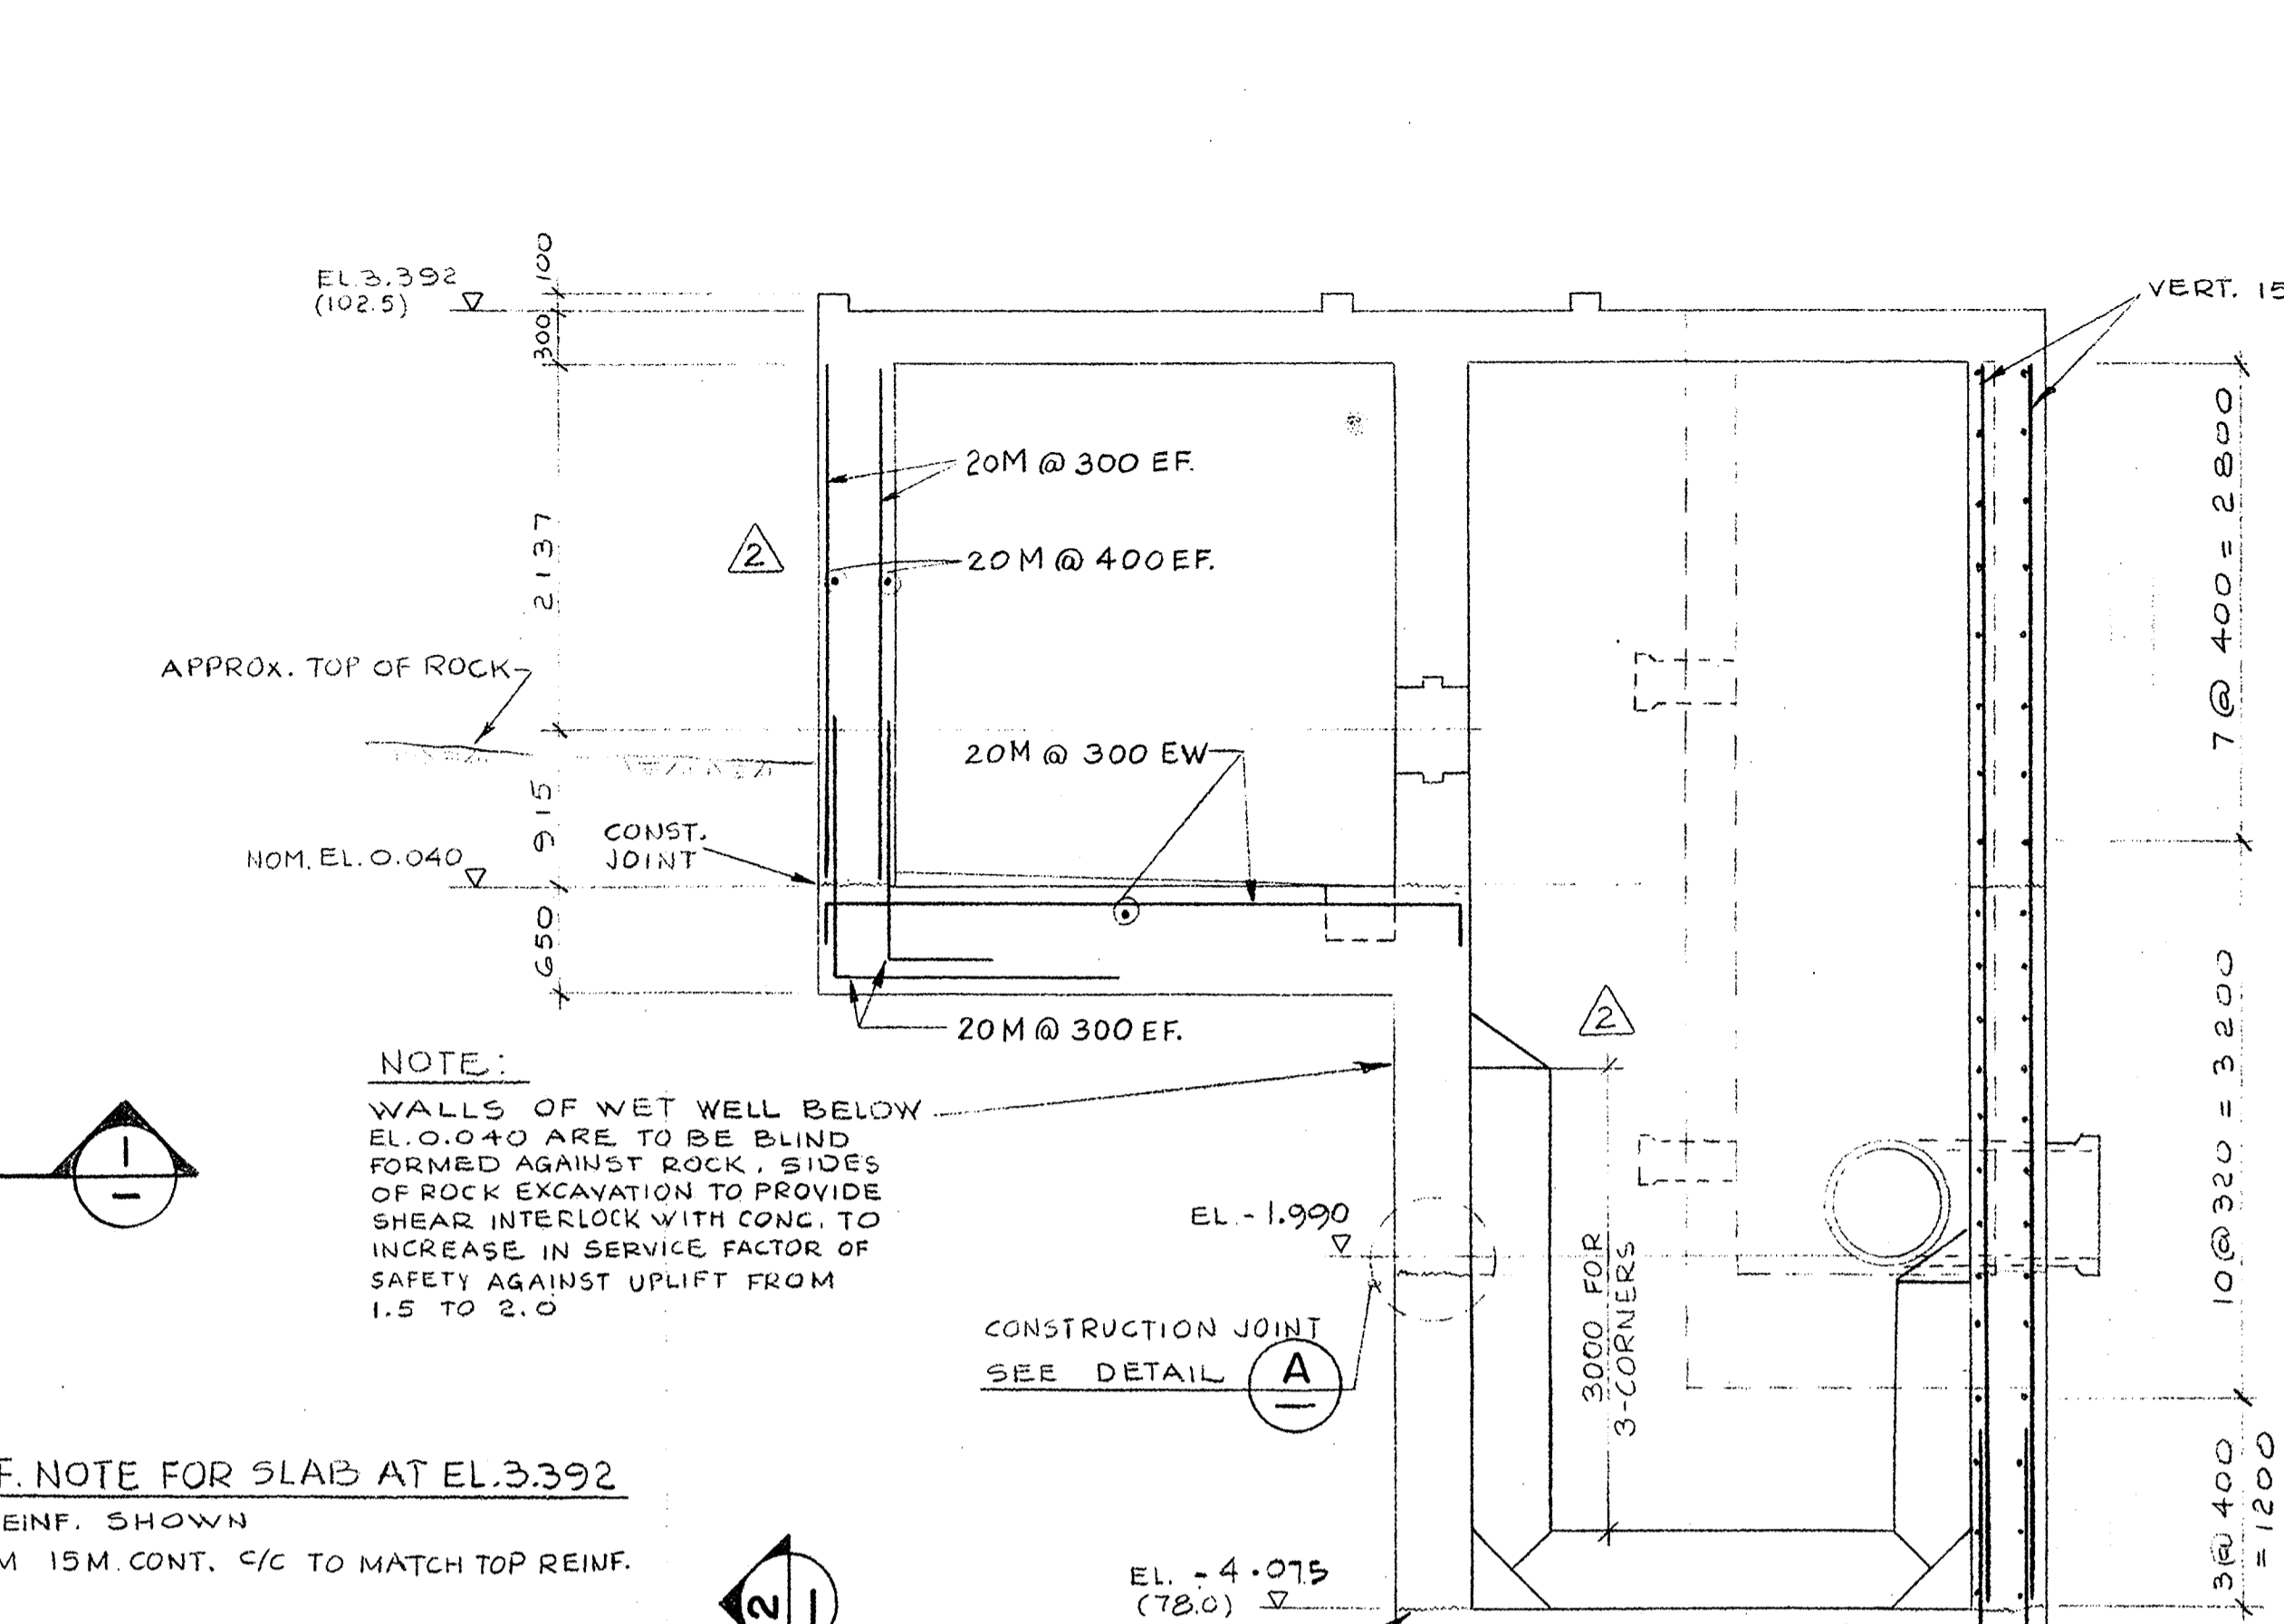 100
EL.3.392
(102.5)
300
VERT. 15
20M @ 300 EF.
2
20M @ 400 EF.
2137
7 @ 400 = 2800
APPROX. TOP OF ROCK
20M @ 300 EW
915
CONST.
JOINT
NOM. EL. 0.040
650
20M @ 300 EF.
2
10 @ 320 = 3200
NOTE:
WALLS OF WET WELL BELOW
EL. 0.040 ARE TO BE BLIND
FORMED AGAINST ROCK. SIDES
OF ROCK EXCAVATION TO PROVIDE
SHEAR INTERLOCK WITH CONC. TO
INCREASE IN SERVICE FACTOR OF
SAFETY AGAINST UPLIFT FROM
1.5 TO 2.0
1
EL. -1.990
3000 FOR
3-CORNERS
CONSTRUCTION JOINT
SEE DETAIL
A
F. NOTE FOR SLAB AT EL. 3.392
EINF. SHOWN
M 15M. CONT. C/C TO MATCH TOP REINF.
2
EL. -4.075
(78.0)
3 @ 400
= 1200